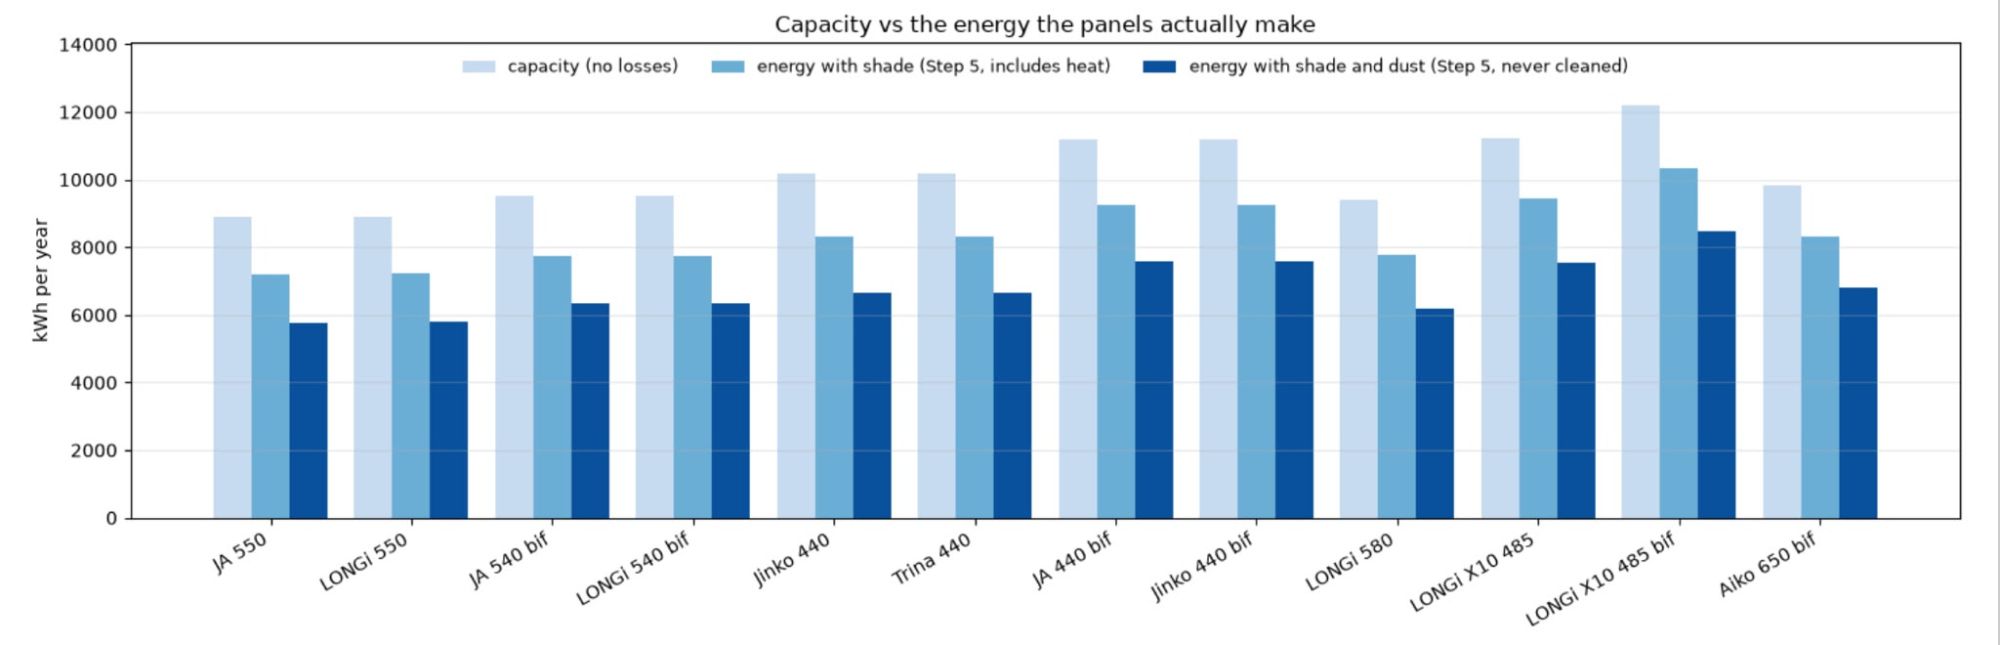 Capacity vs the energy the panels actually make
14000
capacity (no losses)
energy with shade (Step 5, includes heat)
energy with shade and dust (Step 5, never cleaned)
12000
10000
8000
6000
4000
2000
0
kWh per year
JA 550
LONGi 550
JA 540 bif
LONGi 540 bif
Jinko 440
Trina 440
JA 440 bif
Jinko 440 bif
LONGi 580
LONGi X10 485
LONGi X10 485 bif
Aiko 650 bif